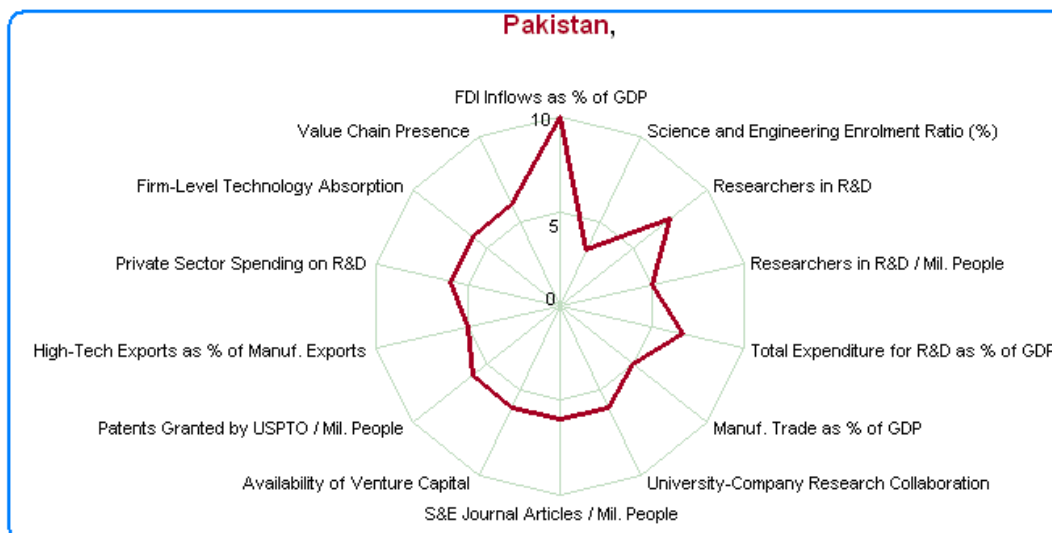 Pakistan,
FDI Inflows as % of GDP
10
Value Chain Presence
Science and Engineering Enrolment Ratio (%)
Firm-Level Technology Absorption
Researchers in R&D
5
Private Sector Spending on R&D
Researchers in R&D / Mil. People
0
High-Tech Exports as % of Manuf. Exports
Total Expenditure for R&D as % of GDP
Patents Granted by USPTO / Mil. People
Manuf. Trade as % of GDP
Availability of Venture Capital
University-Company Research Collaboration
S&E Journal Articles / Mil. People